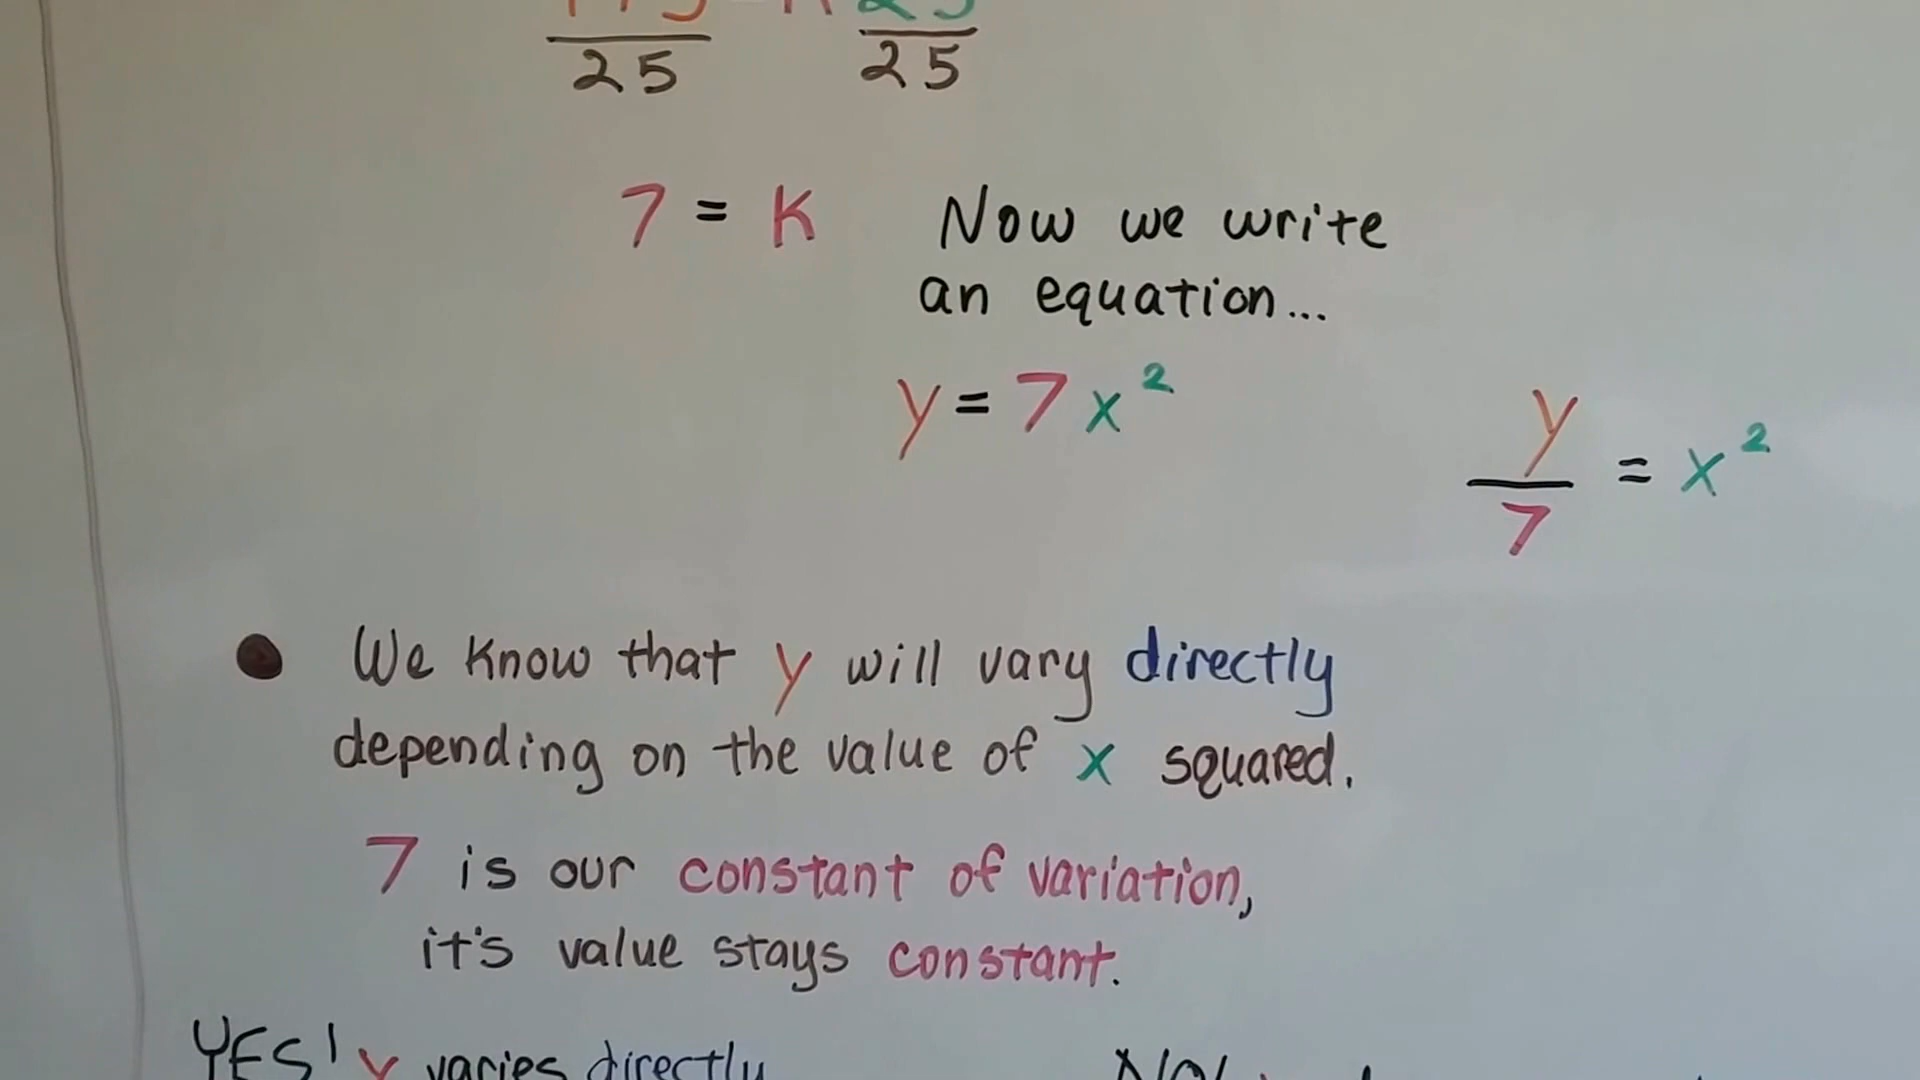 25 25
7 = K Now we write
an equation...
y = 7x²
y/7 = x²
• We know that y will vary directly
depending on the value of x squared.
7 is our constant of variation,
it's value stays constant.
YES! y varies directly